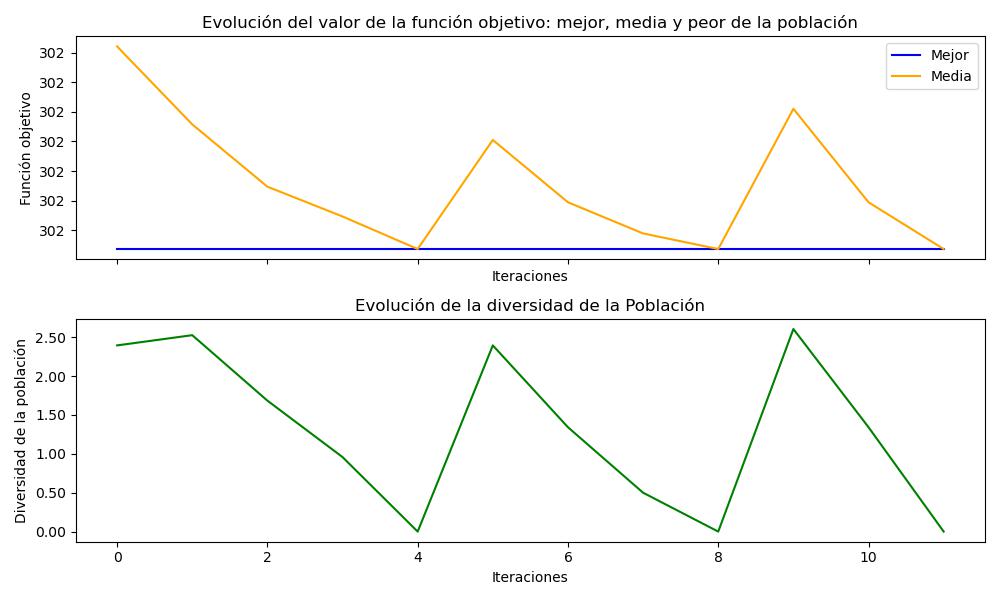 Evolución del valor de la función objetivo: mejor, media y peor de la población
302
302
302
302
302
302
302
Función objetivo
Mejor
Media
Iteraciones
Evolución de la diversidad de la Población
2.50
2.00
1.50
1.00
0.50
0.00
Diversidad de la población
0 2 4 6 8 10
Iteraciones